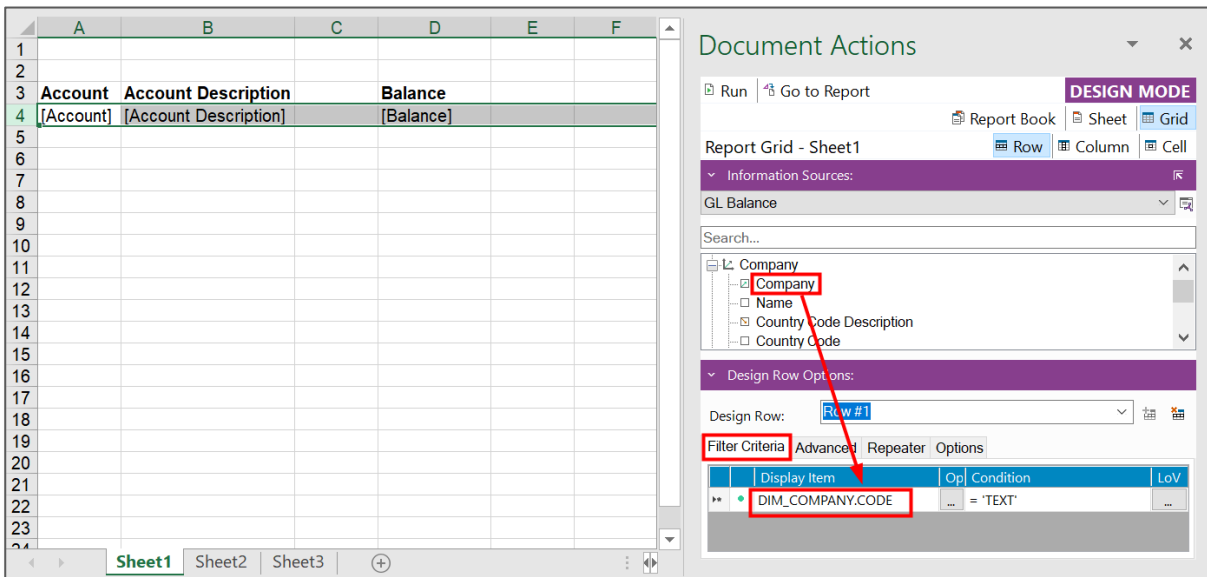 A B C D E F
1
2
3 Account Account Description Balance
4 [Account] [Account Description] [Balance]
5
6
7
8
9
10
11
12
13
14
15
16
17
18
19
20
21
22
23
24
Sheet1 Sheet2 Sheet3
Document Actions
Run Go to Report DESIGN MODE
Report Book Sheet Grid
Report Grid - Sheet1 Row Column Cell
Information Sources:
GL Balance
Search...
Company
Company
Name
Country Code Description
Country Code
Design Row Options:
Design Row: Row #1
Filter Criteria Advanced Repeater Options
Display Item Op Condition LoV
DIM_COMPANY.CODE ... = 'TEXT' ...